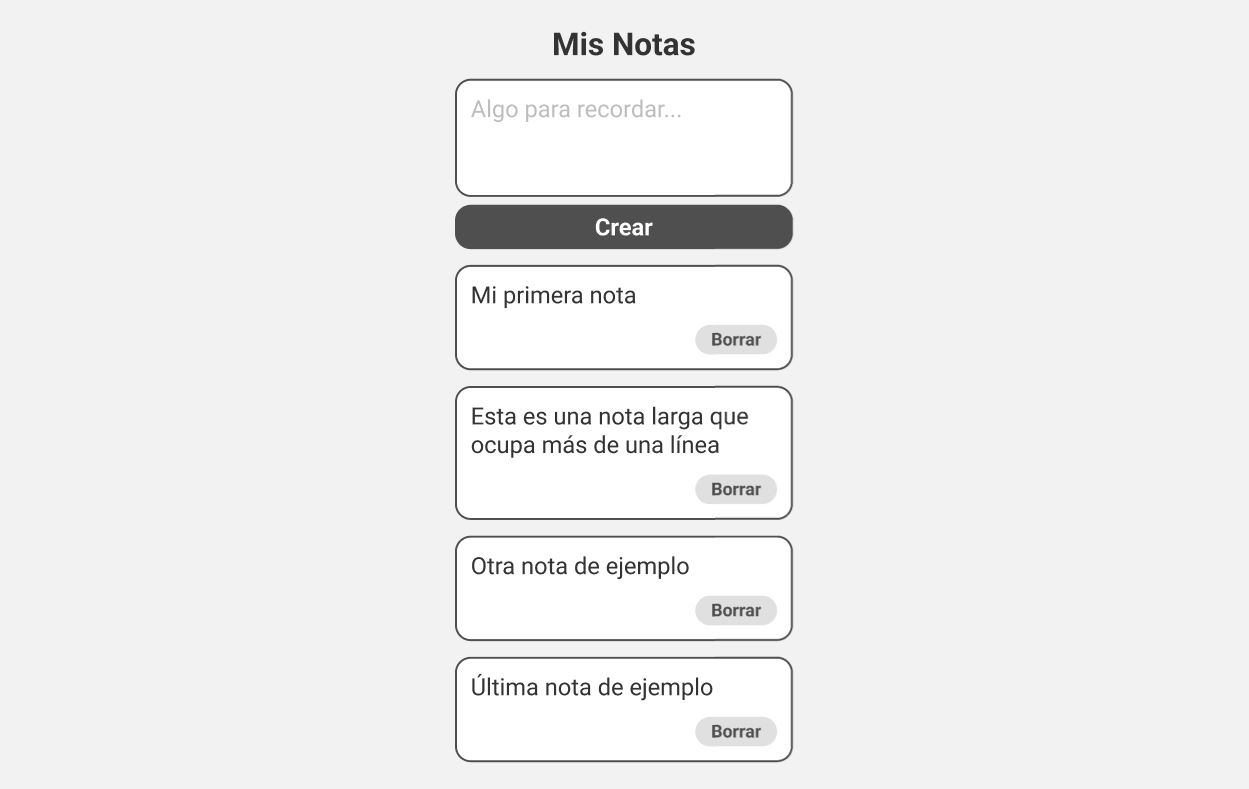 Mis Notas
Algo para recordar...
Crear
Mi primera nota
Borrar
Esta es una nota larga que
ocupa más de una línea
Borrar
Otra nota de ejemplo
Borrar
Última nota de ejemplo
Borrar